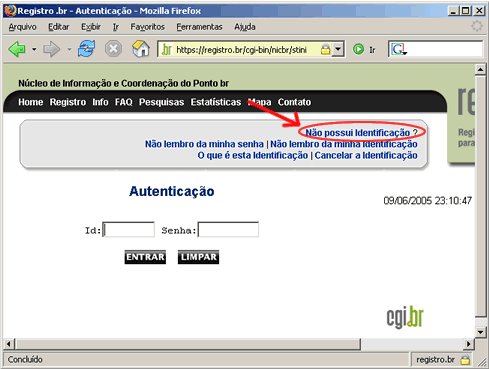 Registro .br - Autenticação - Mozilla Firefox
Arquivo Editar Exibir Ir Favoritos Ferramentas Ajuda
https://registro.br/cgi-bin/nicbr/stini Ir G
Núcleo de Informação e Coordenação do Ponto br
Home Registro Info FAQ Pesquisas Estatísticas Mapa Contato
re
Regi
para
Não possui Identificação ?
Não lembro da minha senha | Não lembro da minha Identificação
O que é esta Identificação | Cancelar a Identificação
Autenticação
09/06/2005 23:10:47
Id: Senha:
ENTRAR LIMPAR
cgi.br
Concluído registro.br